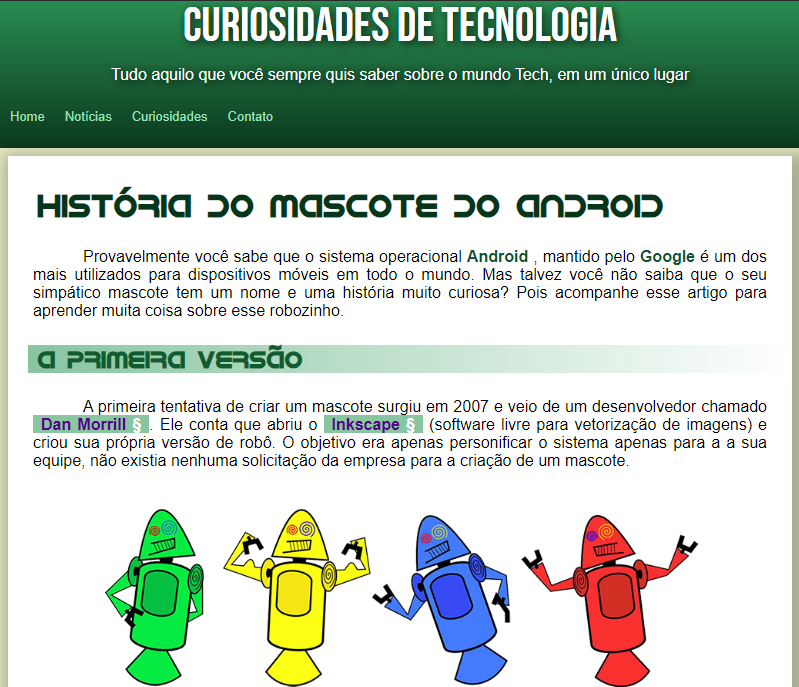 CURIOSIDADES DE TECNOLOGIA
Tudo aquilo que você sempre quis saber sobre o mundo Tech, em um único lugar
Home Notícias Curiosidades Contato
HISTÓRIA DO MASCOTE DO ANDROID
Provavelmente você sabe que o sistema operacional Android , mantido pelo Google é um dos
mais utilizados para dispositivos móveis em todo o mundo. Mas talvez você não saiba que o seu
simpático mascote tem um nome e uma história muito curiosa? Pois acompanhe esse artigo para
aprender muita coisa sobre esse robozinho.
A PRIMEIRA VERSÃO
A primeira tentativa de criar um mascote surgiu em 2007 e veio de um desenvolvedor chamado
Dan Morrill § . Ele conta que abriu o Inkscape § (software livre para vetorização de imagens) e
criou sua própria versão de robô. O objetivo era apenas personificar o sistema apenas para a a sua
equipe, não existia nenhuma solicitação da empresa para a criação de um mascote.